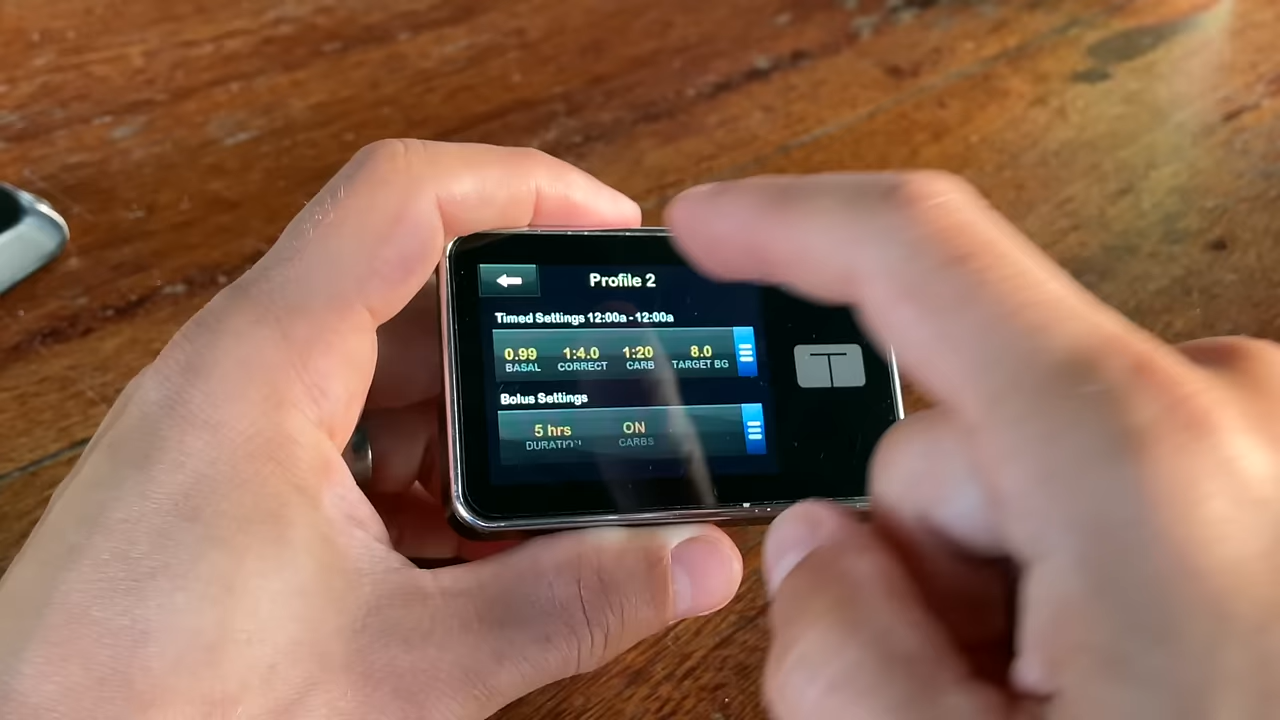 Profile 2
Timed Settings 12:00a - 12:00a
0.99 1:4.0 1:20 8.0
BASAL CORRECT CARB TARGET BG
Bolus Settings
5 hrs ON
DURATION CARBS